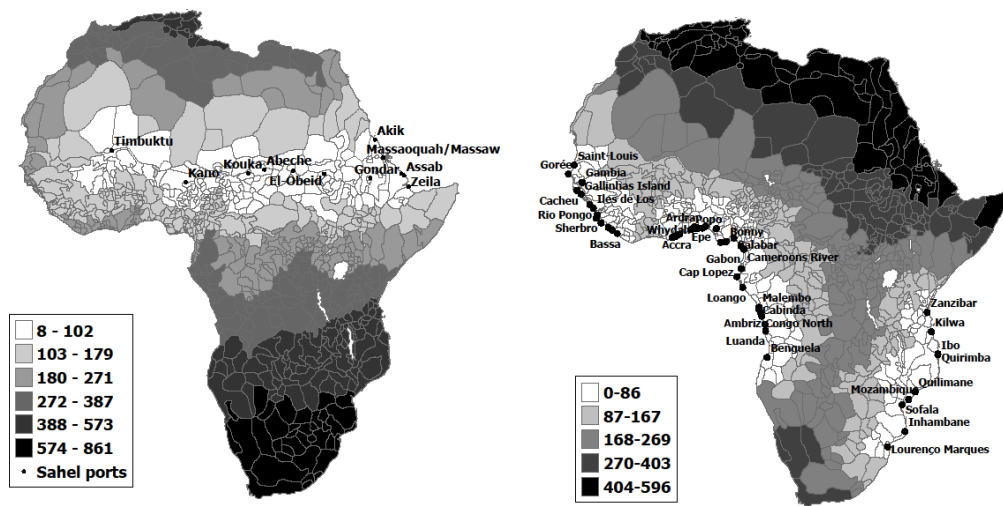 Akik
Timbuktu
Massaoquah/Massaw
Kouka
Abeche
Gondar
Assab
Kano
El-Obeid
Zeila
8 - 102
103 - 179
180 - 271
272 - 387
388 - 573
574 - 861
Sahel ports
Saint-Louis
Gorée
Gambia
Gallinhas Island
Cacheu
Iles de Los
Rio Pongo
Ardrap
Popo
Sherbro
Whydah
Bonny
Bassa
Epe
Accra
Calabar
Gabon
Cameroons River
Cap Lopez
Loango
Malembo
Zanzibar
Cabinda
Ambriz
Congo North
Kilwa
Luanda
Ibo
Benguela
Quirimba
Mozambique
Quilimane
Sofala
Inhambane
Lourenço Marques
0-86
87-167
168-269
270-403
404-596